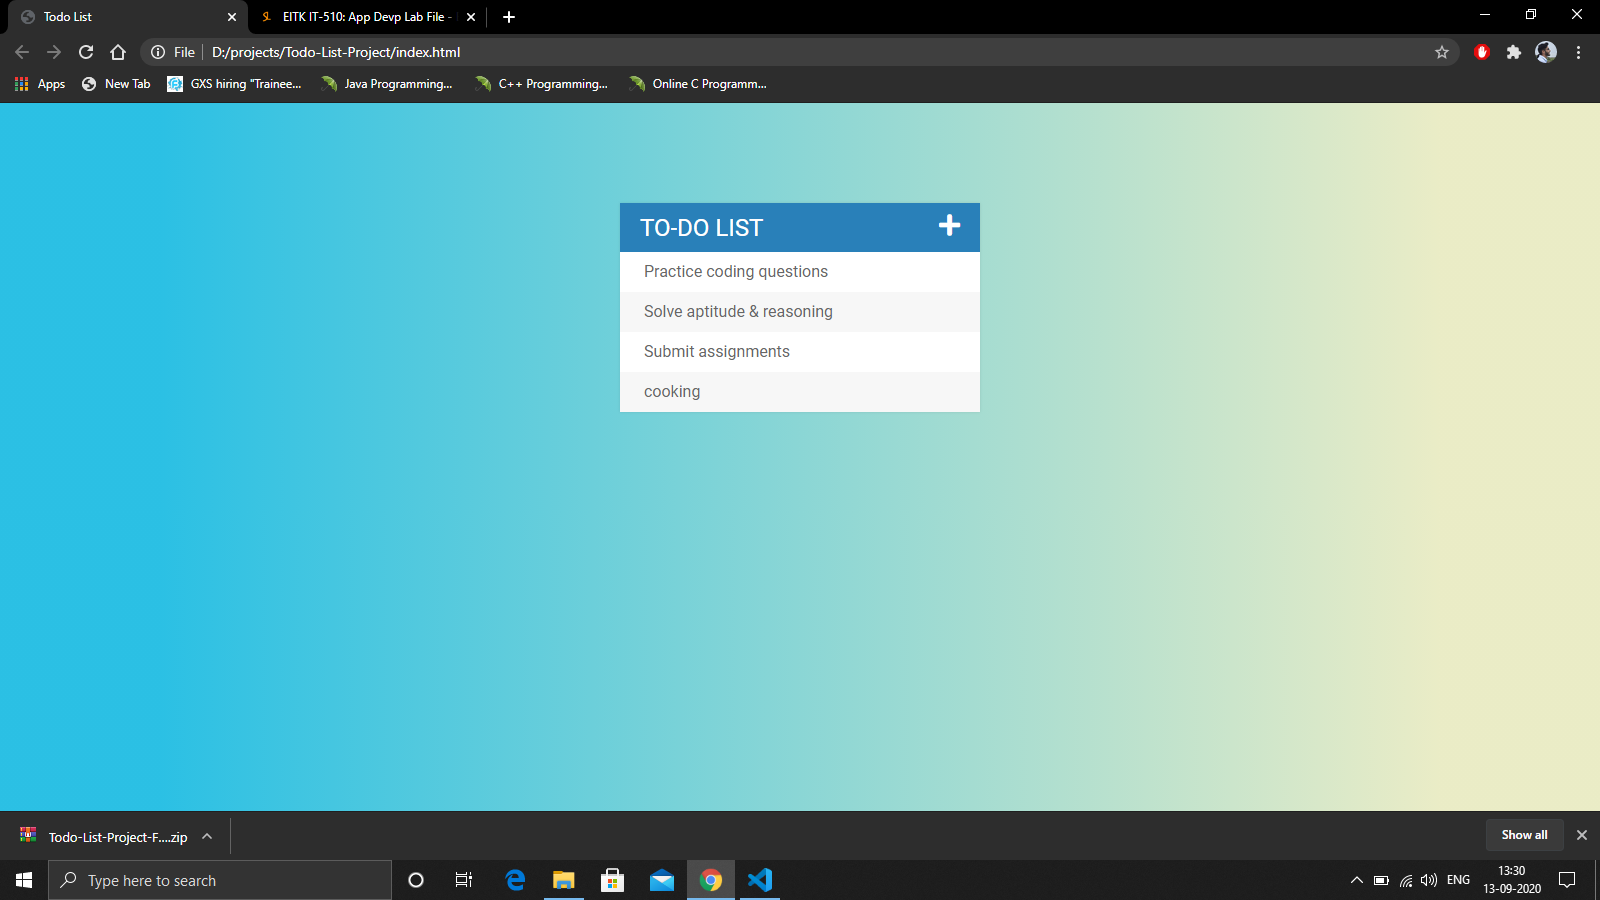 Todo List
EITK IT-510: App Devp Lab File -
File
D:/projects/Todo-List-Project/index.html
Apps
New Tab
GXS hiring "Trainee...
Java Programming...
C++ Programming...
Online C Programm...
TO-DO LIST
Practice coding questions
Solve aptitude & reasoning
Submit assignments
cooking
Todo-List-Project-F....zip
Show all
Type here to search
ENG
13:30
13-09-2020